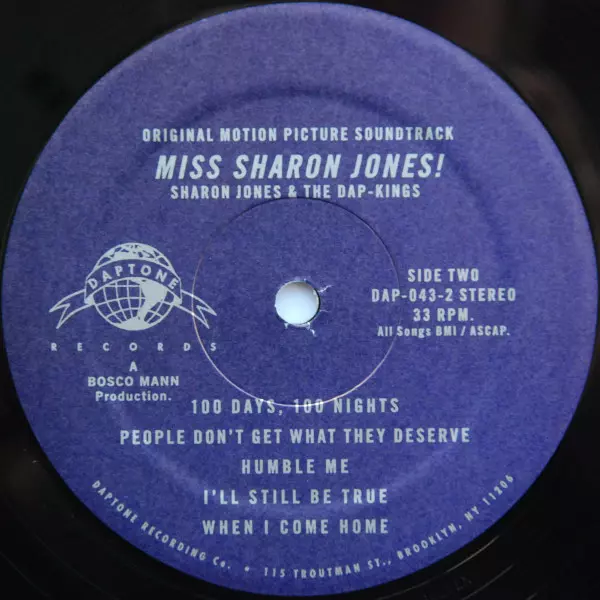 ORIGINAL MOTION PICTURE SOUNDTRACK
MISS SHARON JONES!
SHARON JONES & THE DAP-KINGS
DAPTONE
RECORDS
A
BOSCO MANN
Production.
SIDE TWO
DAP-043-2 STEREO
33 RPM.
All Songs BMI / ASCAP.
100 DAYS, 100 NIGHTS
PEOPLE DON'T GET WHAT THEY DESERVE
HUMBLE ME
I'LL STILL BE TRUE
WHEN I COME HOME
DAPTONE RECORDING Co. • 115 TROUTMAN ST., BROOKLYN, NY 11206